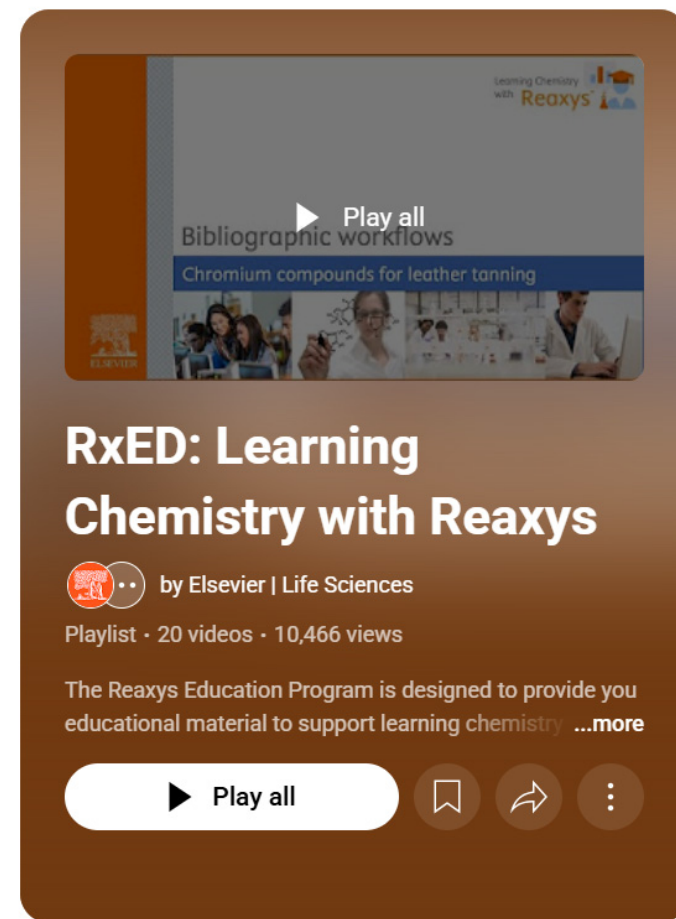 Learning Chemistry
with Reaxys
Play all
Bibliographic workflows
Chromium compounds for leather tanning
ELSEVIER
RxED: Learning
Chemistry with Reaxys
by Elsevier | Life Sciences
Playlist • 20 videos • 10,466 views
The Reaxys Education Program is designed to provide you
educational material to support learning chemistry ...more
Play all